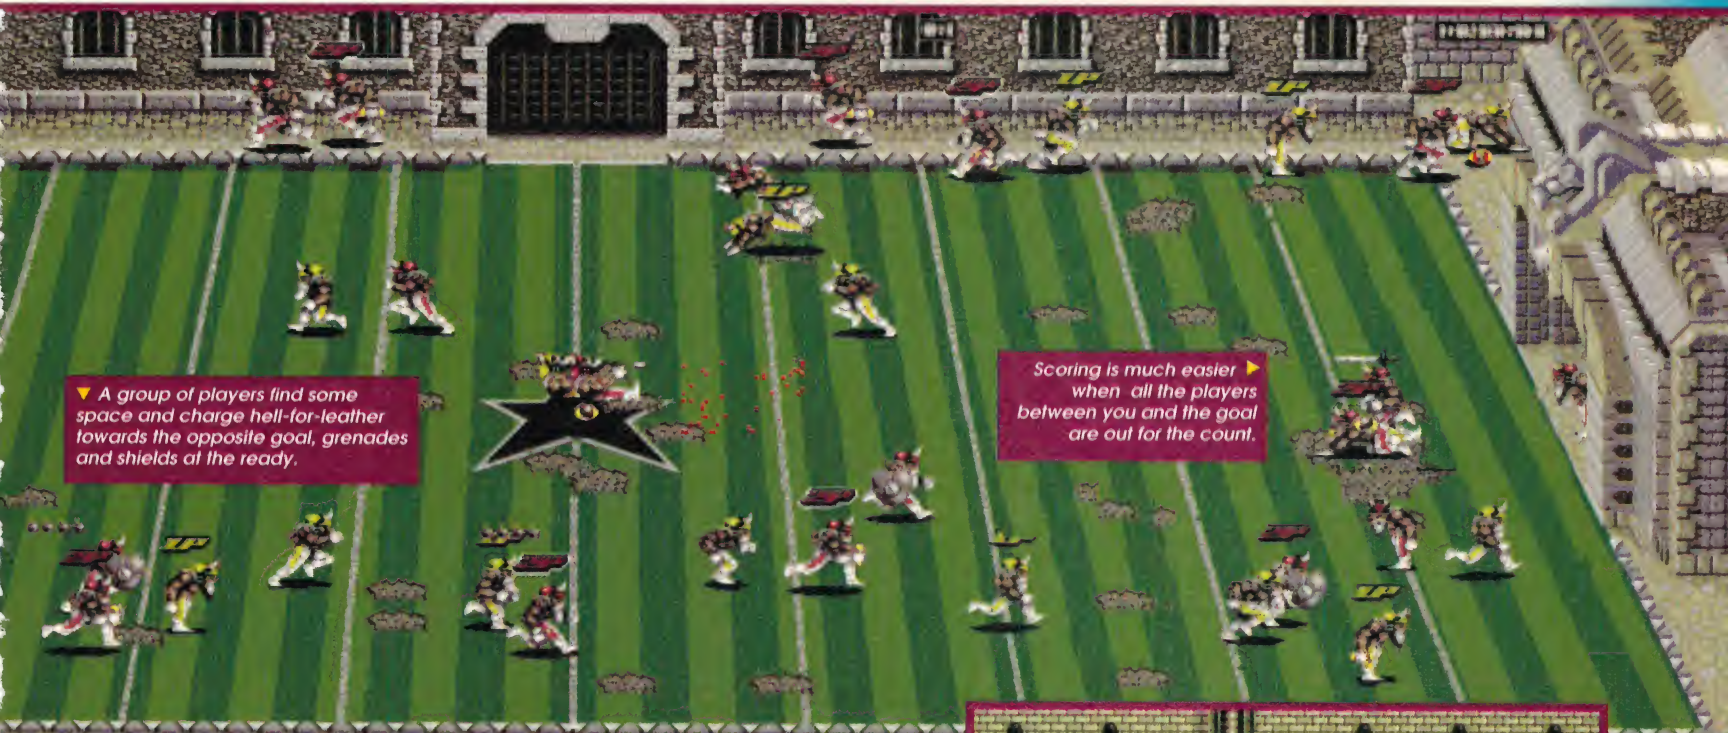 ▼ A group of players find some
space and charge hell-for-leather
towards the opposite goal, grenades
and shields at the ready.
Scoring is much easier ▶
when all the players
between you and the goal
are out for the count.